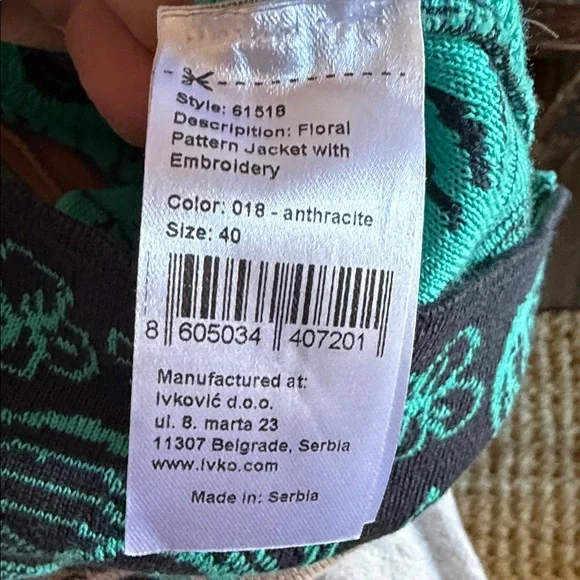 Style: 61518
Descripition: Floral
Pattern Jacket with
Embroidery
Color: 018 - anthracite
Size: 40
8 605034 407201
Manufactured at:
Ivković d.o.o.
ul. 8. marta 23
11307 Belgrade, Serbia
www.ivko.com
Made in: Serbia